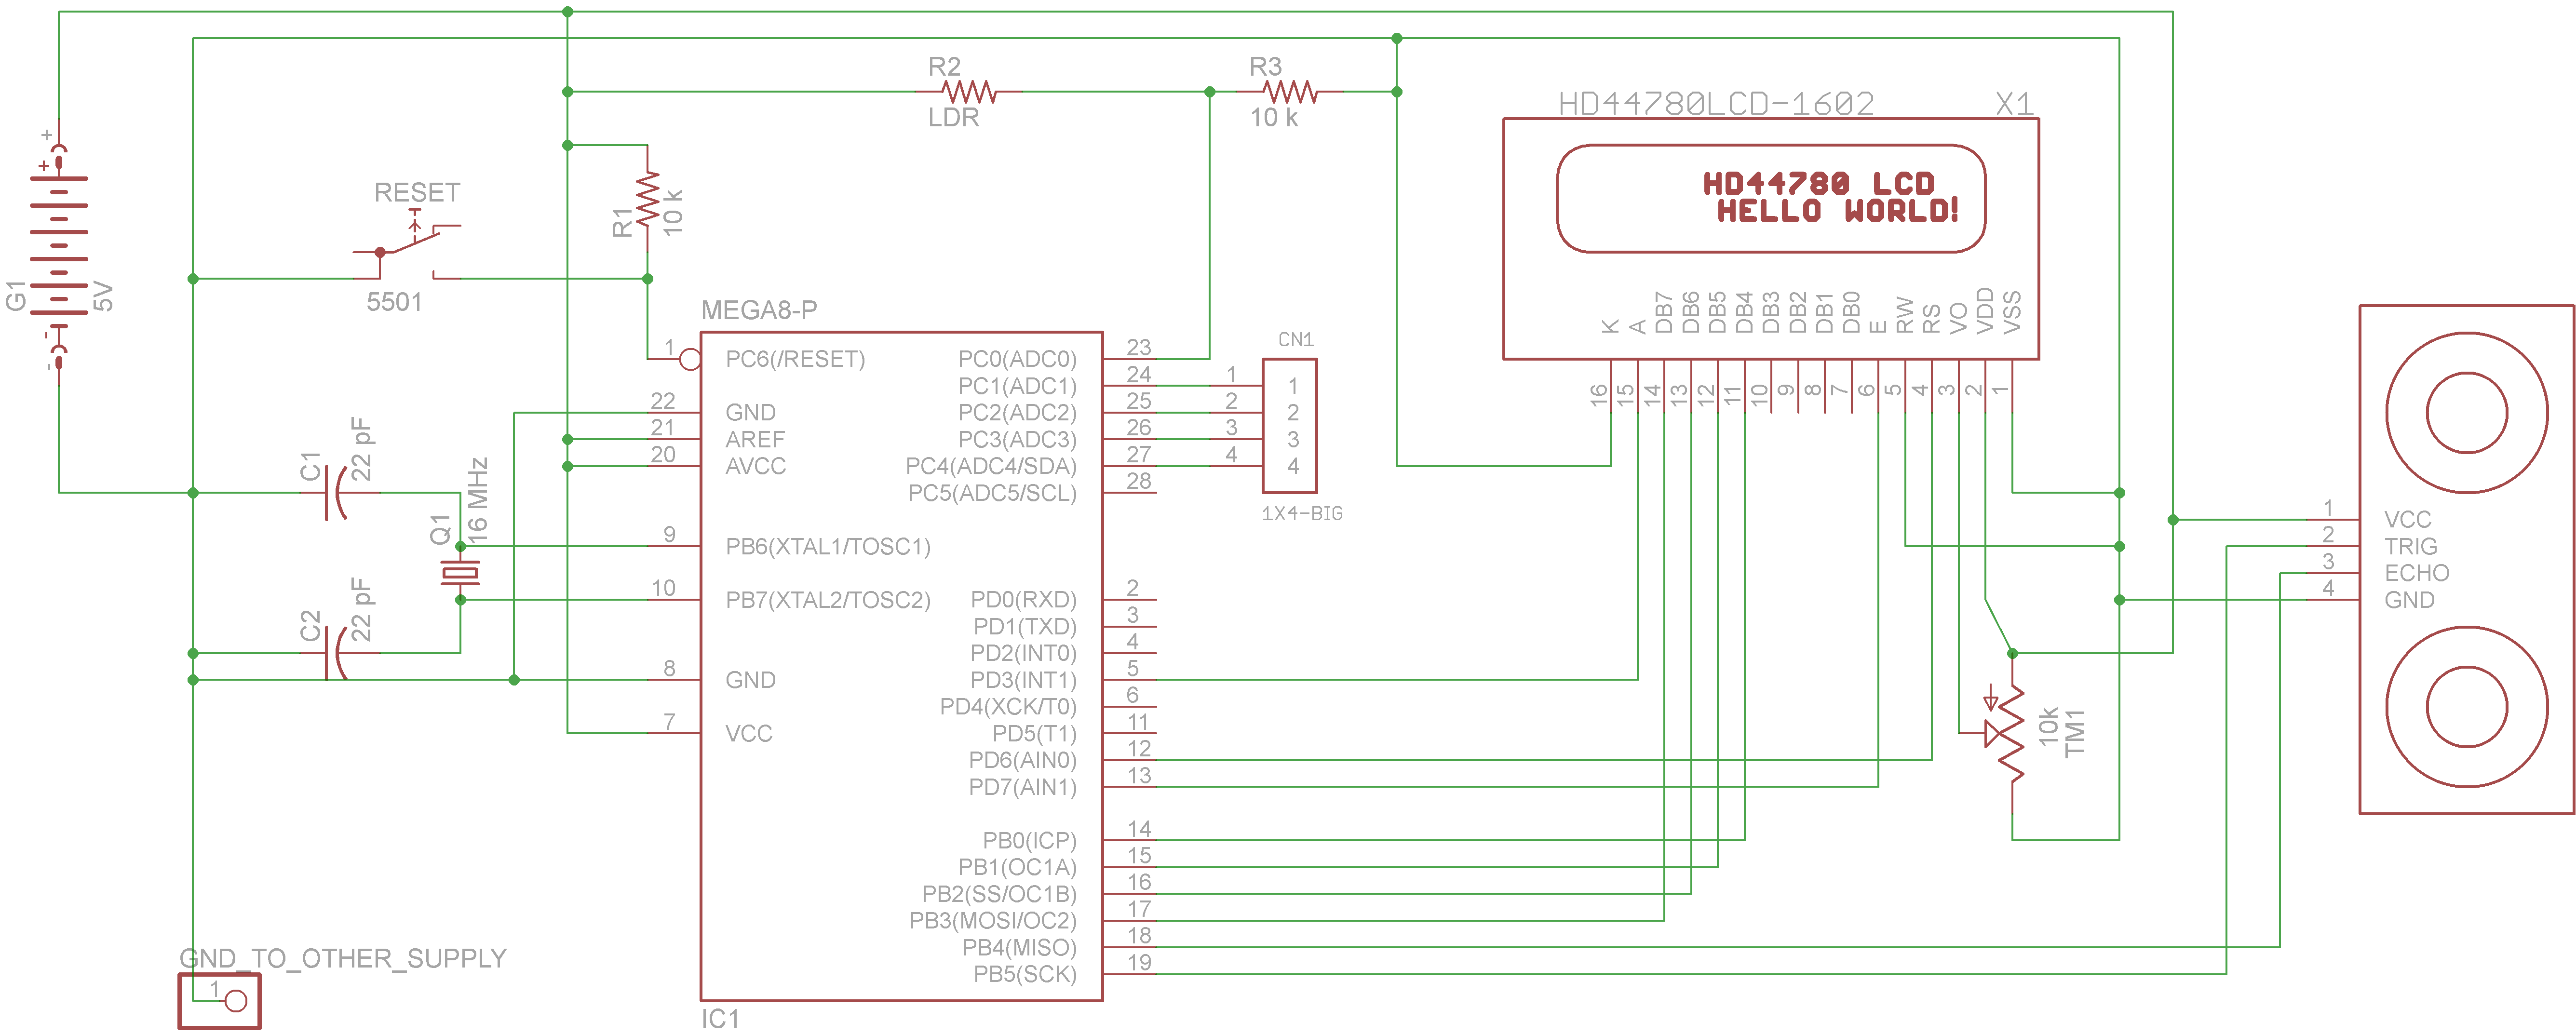 R2
LDR
R3
10 k
HD44780LCD-1602
X1
HD44780 LCD
HELLO WORLD!
K
A
DB7
DB6
DB5
DB4
DB3
DB2
DB1
DB0
E
RW
RS
VO
VDD
VSS
16
15
14
13
12
11
10
9
8
7
6
5
4
3
2
1
+
+
G1
5V
-
-
RESET
5501
R1
10 k
C1
22 pF
Q1
16 MHz
C2
22 pF
MEGA8-P
1 PC6(/RESET)
22 GND
21 AREF
20 AVCC
9 PB6(XTAL1/TOSC1)
10 PB7(XTAL2/TOSC2)
8 GND
7 VCC
PC0(ADC0) 23
PC1(ADC1) 24
PC2(ADC2) 25
PC3(ADC3) 26
PC4(ADC4/SDA) 27
PC5(ADC5/SCL) 28
PD0(RXD) 2
PD1(TXD) 3
PD2(INT0) 4
PD3(INT1) 5
PD4(XCK/T0) 6
PD5(T1) 11
PD6(AIN0) 12
PD7(AIN1) 13
PB0(ICP) 14
PB1(OC1A) 15
PB2(SS/OC1B) 16
PB3(MOSI/OC2) 17
PB4(MISO) 18
PB5(SCK) 19
IC1
CN1
1 1
2 2
3 3
4 4
1X4-BIG
10k
TM1
1 VCC
2 TRIG
3 ECHO
4 GND
GND_TO_OTHER_SUPPLY
1